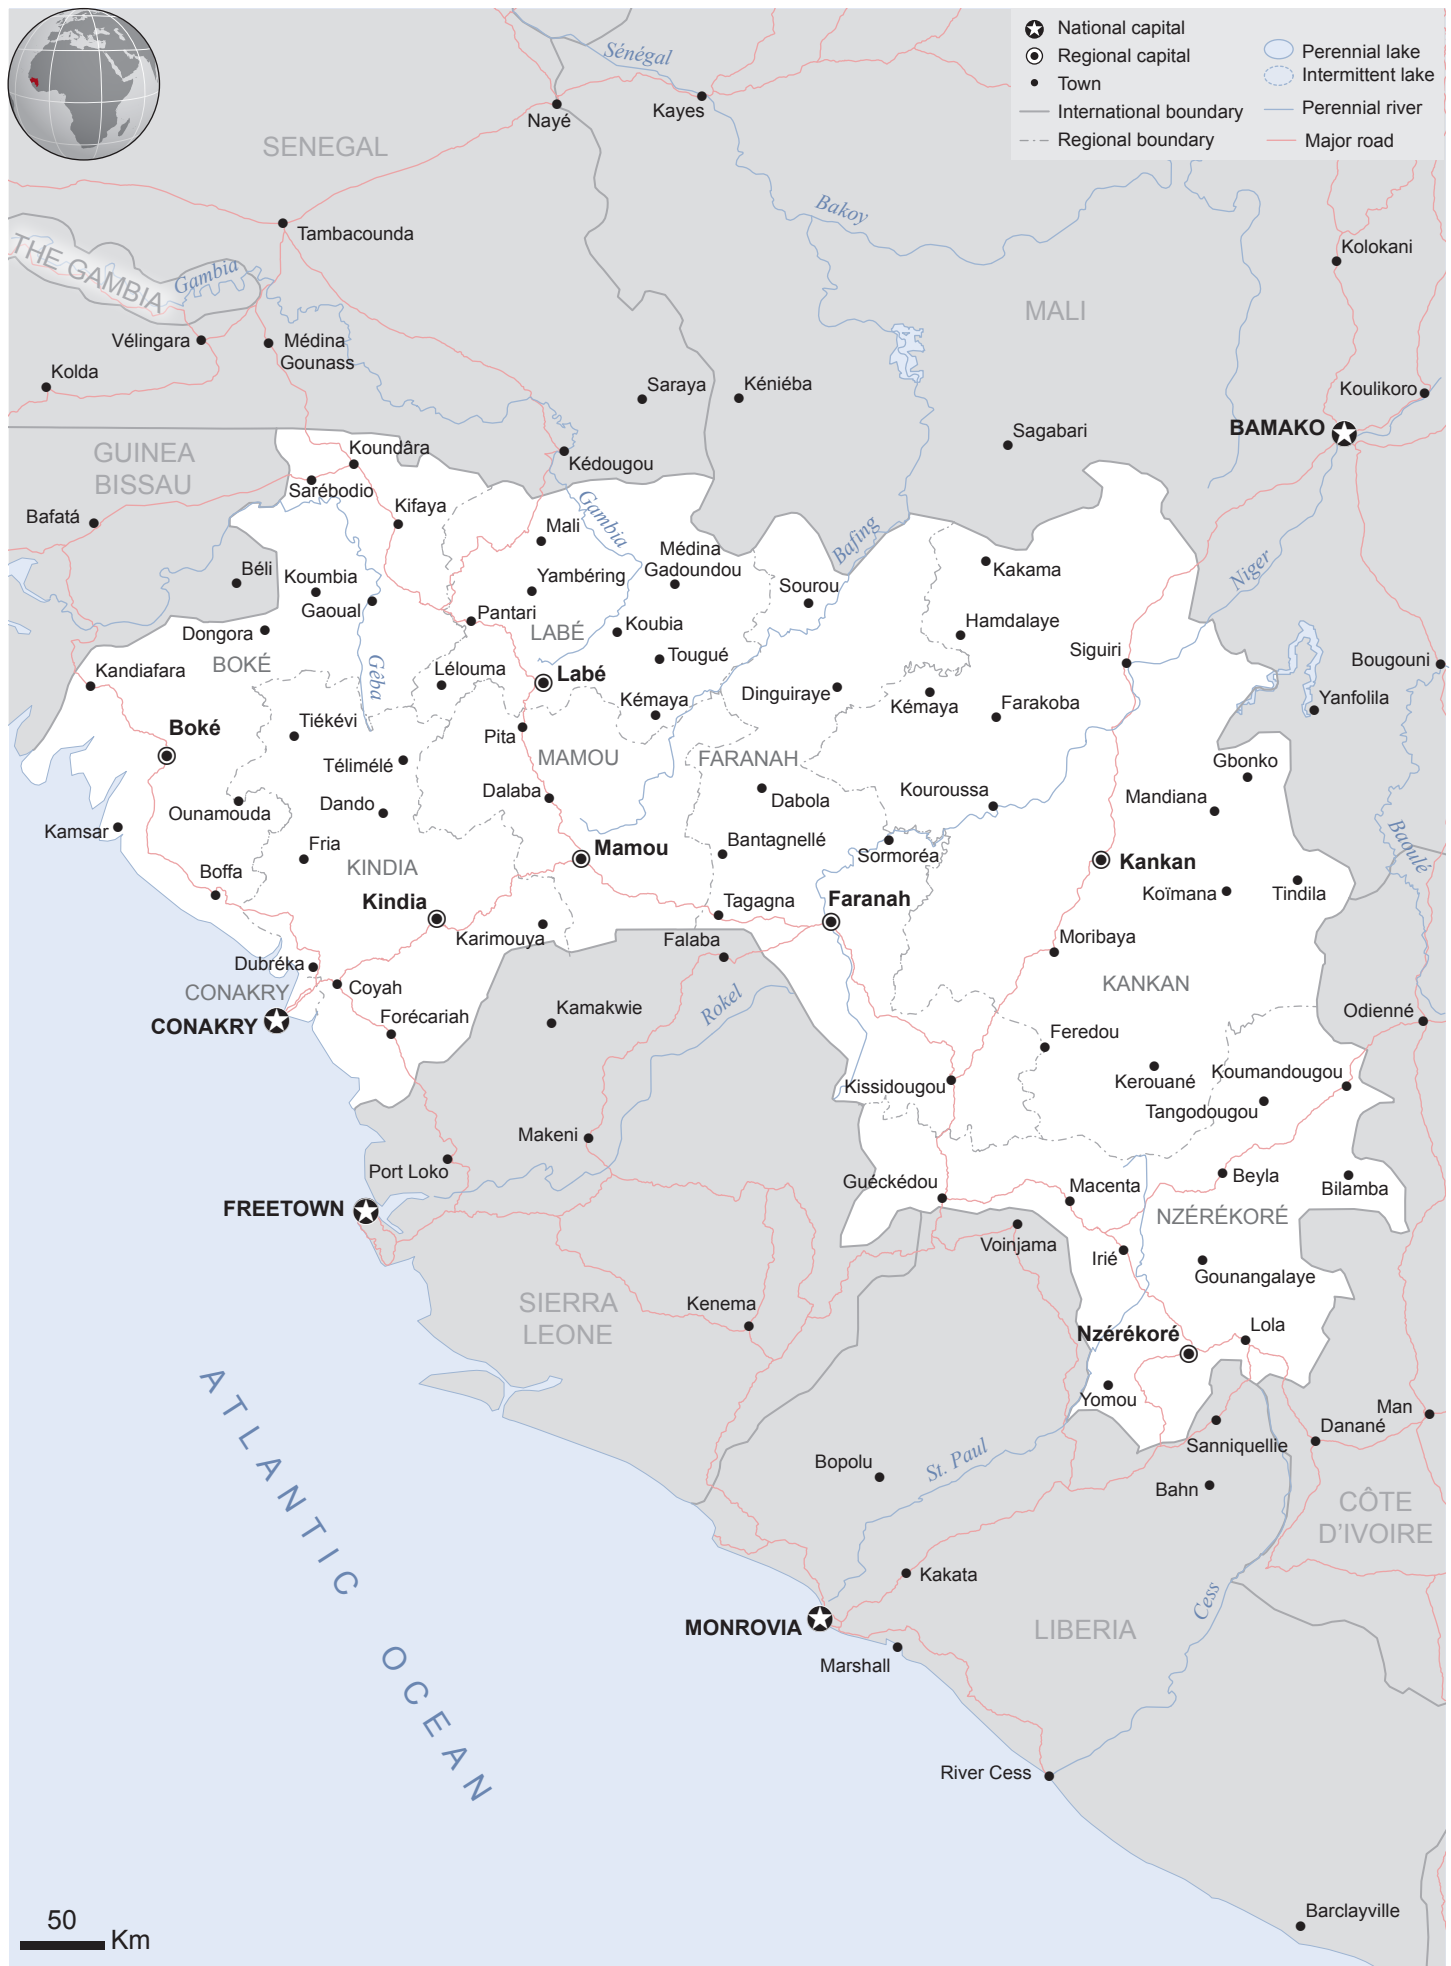 National capital
Regional capital
Town
International boundary
Regional boundary
Perennial lake
Intermittent lake
Perennial river
Major road
Sénégal
Kayes
Nayé
SENEGAL
Bakoy
Tambacounda
Kolokani
THE GAMBIA
Gambia
MALI
Vélingara
Médina
Gounass
Kolda
Saraya
Kéniéba
Koulikoro
BAMAKO
Sagabari
GUINEA
BISSAU
Koundâra
Kédougou
Sarébodio
Bafatá
Kifaya
Gambia
Mali
Bafing
Médina
Gadoundou
Niger
Kakama
Béli
Koumbia
Yambéring
Sourou
Gaoual
Pantari
Dongora
LABÉ
Koubia
Hamdalaye
BOKÉ
Siguiri
Tougué
Bougouni
Kandiafara
Géba
Lélouma
Labé
Dinguiraye
Kémaya
Kémaya
Farakoba
Yanfolila
Tiékévi
Boké
Pita
MAMOU
FARANAH
Gbonko
Télimélé
Dalaba
Dabola
Kouroussa
Mandiana
Ounamouda
Dando
Kamsar
Bantagnellé
Baoulé
Fria
Mamou
Sormoréa
Kankan
KINDIA
Boffa
Koïmana
Tindila
Kindia
Tagagna
Faranah
Karimouya
Falaba
Moribaya
Dubréka
KANKAN
CONAKRY
Coyah
Rokel
Kamakwie
Odienné
CONAKRY
Forécariah
Feredou
Kissidougou
Kerouané
Koumandougou
Tangodougou
Makeni
Port Loko
Guéckédou
Macenta
Beyla
Bilamba
FREETOWN
NZÉRÉKORÉ
Voinjama
Irié
Gounangalaye
SIERRA
LEONE
Kenema
Nzérékoré
Lola
Yomou
Man
Danané
Sanniquellie
ATLANTIC OCEAN
St. Paul
Bopolu
Bahn
CÔTE
D'IVOIRE
Kakata
Cess
MONROVIA
LIBERIA
Marshall
River Cess
Barclayville
50
Km